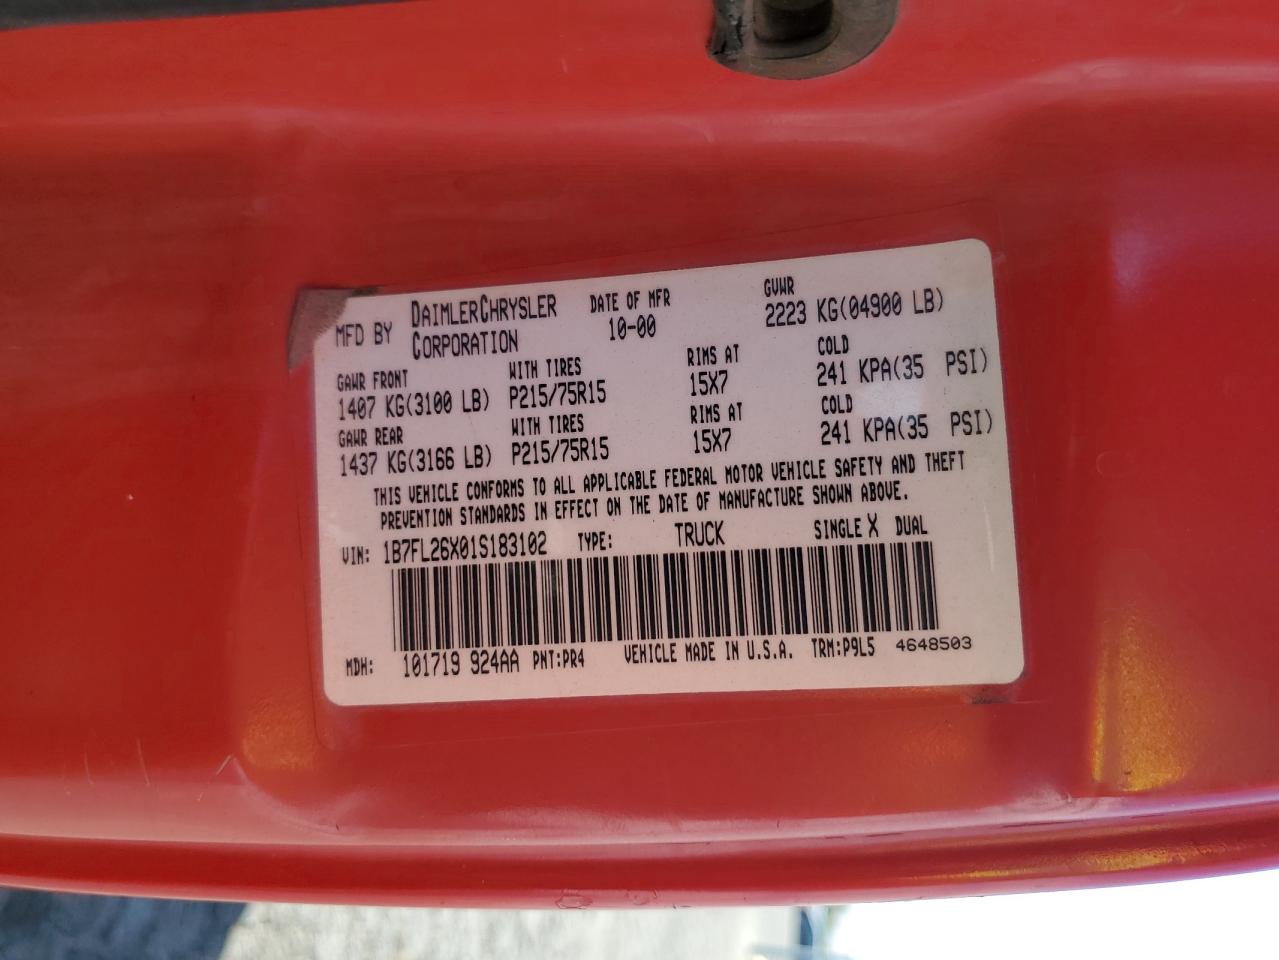 MFD BY DAIMLERCHRYSLER CORPORATION DATE OF MFR 10-00 GVWR 2223 KG(04900 LB)
GAWR FRONT WITH TIRES RIMS AT COLD
1407 KG(3100 LB) P215/75R15 15X7 241 KPA(35 PSI)
GAWR REAR WITH TIRES RIMS AT COLD
1437 KG(3166 LB) P215/75R15 15X7 241 KPA(35 PSI)
THIS VEHICLE CONFORMS TO ALL APPLICABLE FEDERAL MOTOR VEHICLE SAFETY AND THEFT
PREVENTION STANDARDS IN EFFECT ON THE DATE OF MANUFACTURE SHOWN ABOVE.
VIN: 1B7FL26X01S183102 TYPE: TRUCK SINGLE X DUAL
MDH: 101719 924AA PNT:PR4 VEHICLE MADE IN U.S.A. TRM:P9L5 4648503